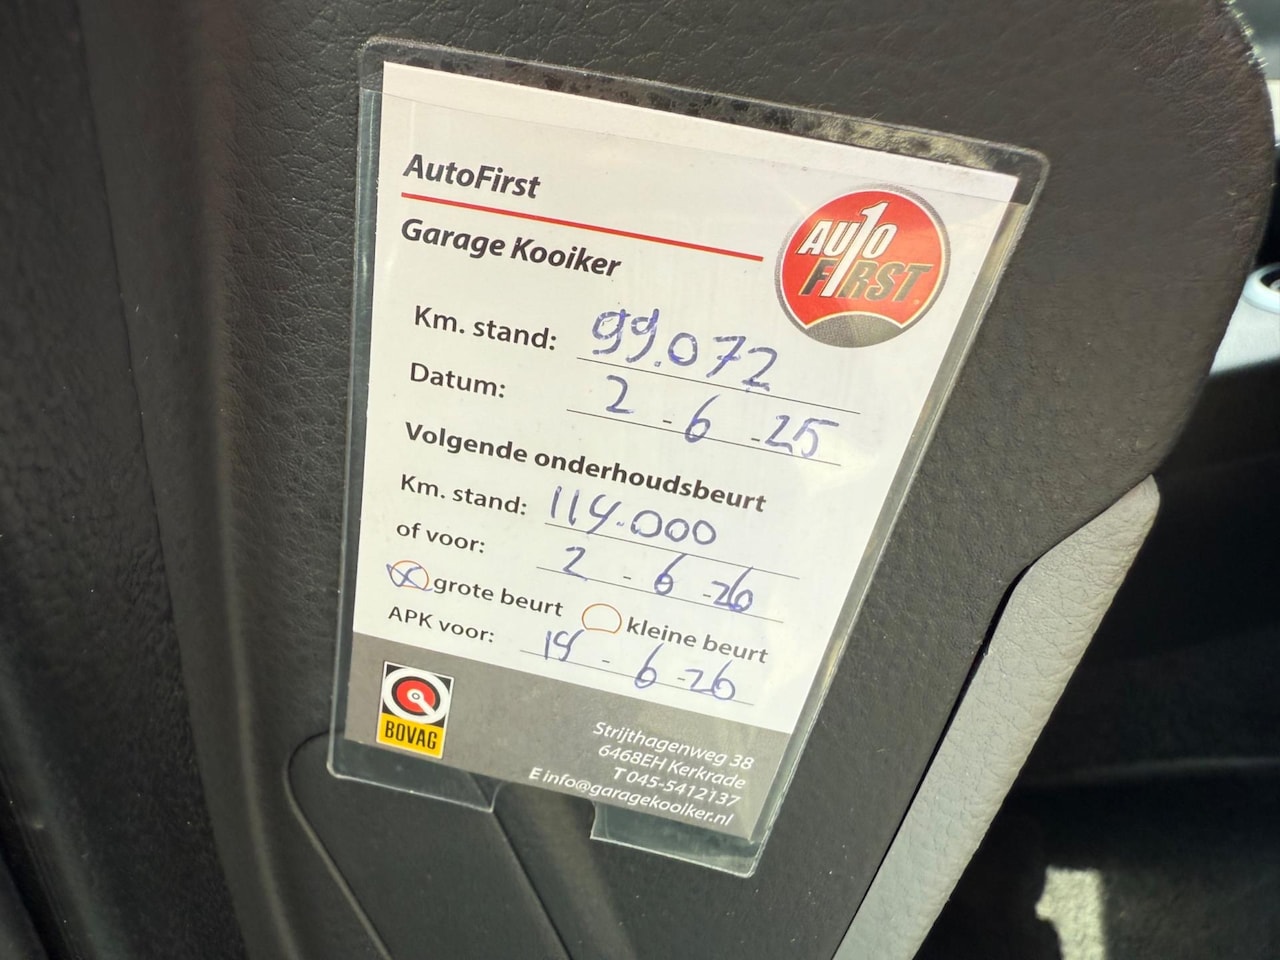 AutoFirst
Garage Kooiker
AUTO
F1RST
Km. stand: 99.072
Datum: 2 - 6 - 25
Volgende onderhoudsbeurt
Km. stand: 114.000
of voor: 2 - 6 - 26
grote beurt kleine beurt
APK voor: 18 - 6 - 26
BOVAG
Strijthagenweg 38
6468EH Kerkrade
T 045-5412137
E info@garagekooiker.nl